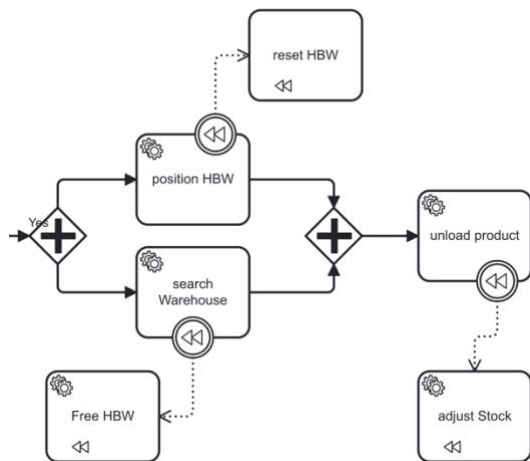 reset HBW
position HBW
Yes
unload product
search
Warehouse
Free HBW
adjust Stock